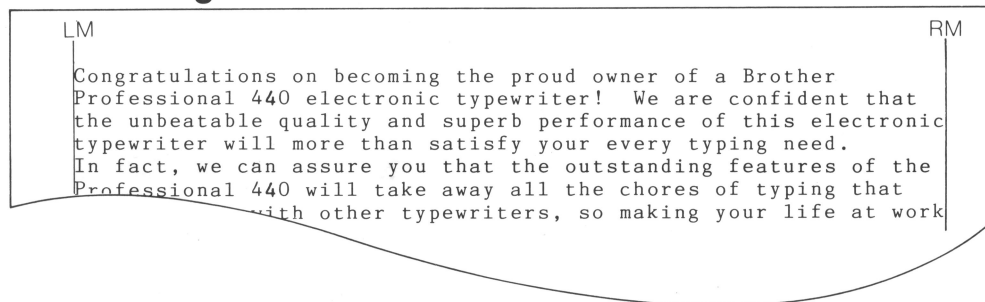 LM RM
Congratulations on becoming the proud owner of a Brother
Professional 440 electronic typewriter!  We are confident that
the unbeatable quality and superb performance of this electronic
typewriter will more than satisfy your every typing need.
In fact, we can assure you that the outstanding features of the
Professional 440 will take away all the chores of typing that
with other typewriters, so making your life at work